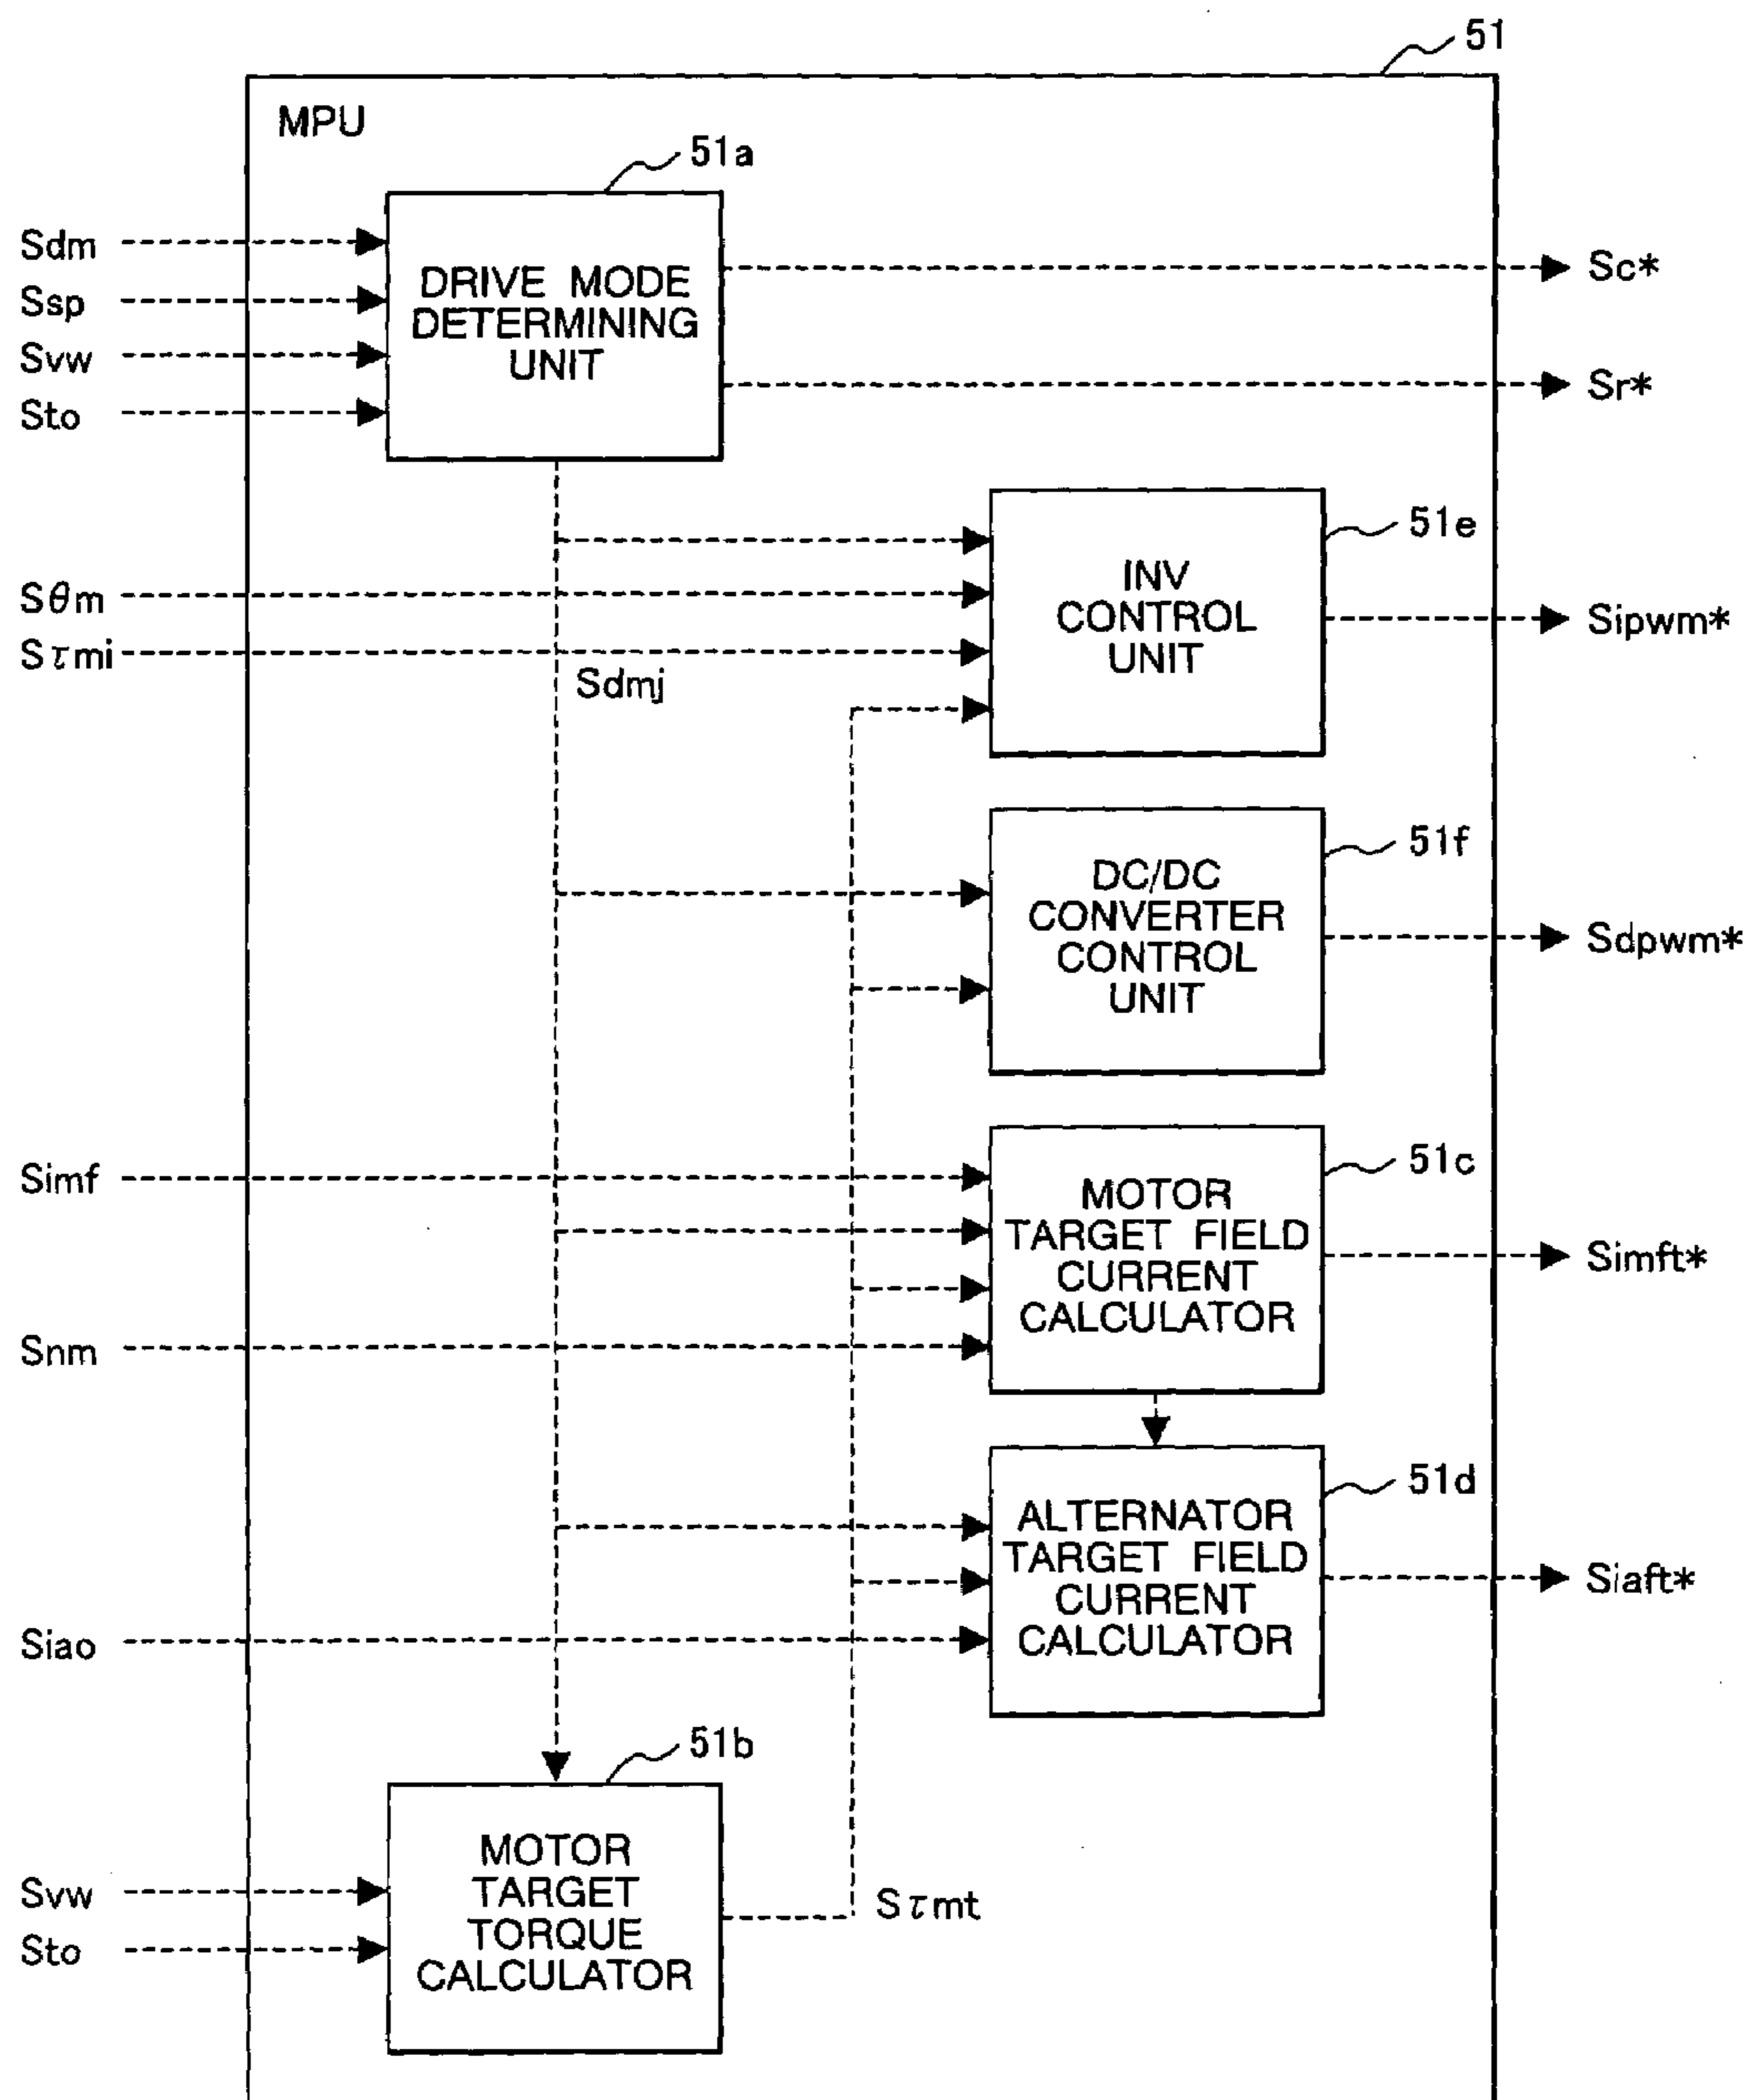 51
MPU
51a
Sdm
Ssp
Svw
Sto
DRIVE MODE
DETERMINING
UNIT
Sc*
Sr*
51e
Sθm
Sτmi
INV
CONTROL
UNIT
Sipwm*
Sdmj
51f
DC/DC
CONVERTER
CONTROL
UNIT
Sdpwm*
51c
Simf
Snm
MOTOR
TARGET FIELD
CURRENT
CALCULATOR
Simft*
51d
Siao
ALTERNATOR
TARGET FIELD
CURRENT
CALCULATOR
Siaft*
51b
Svw
Sto
MOTOR
TARGET
TORQUE
CALCULATOR
Sτmt